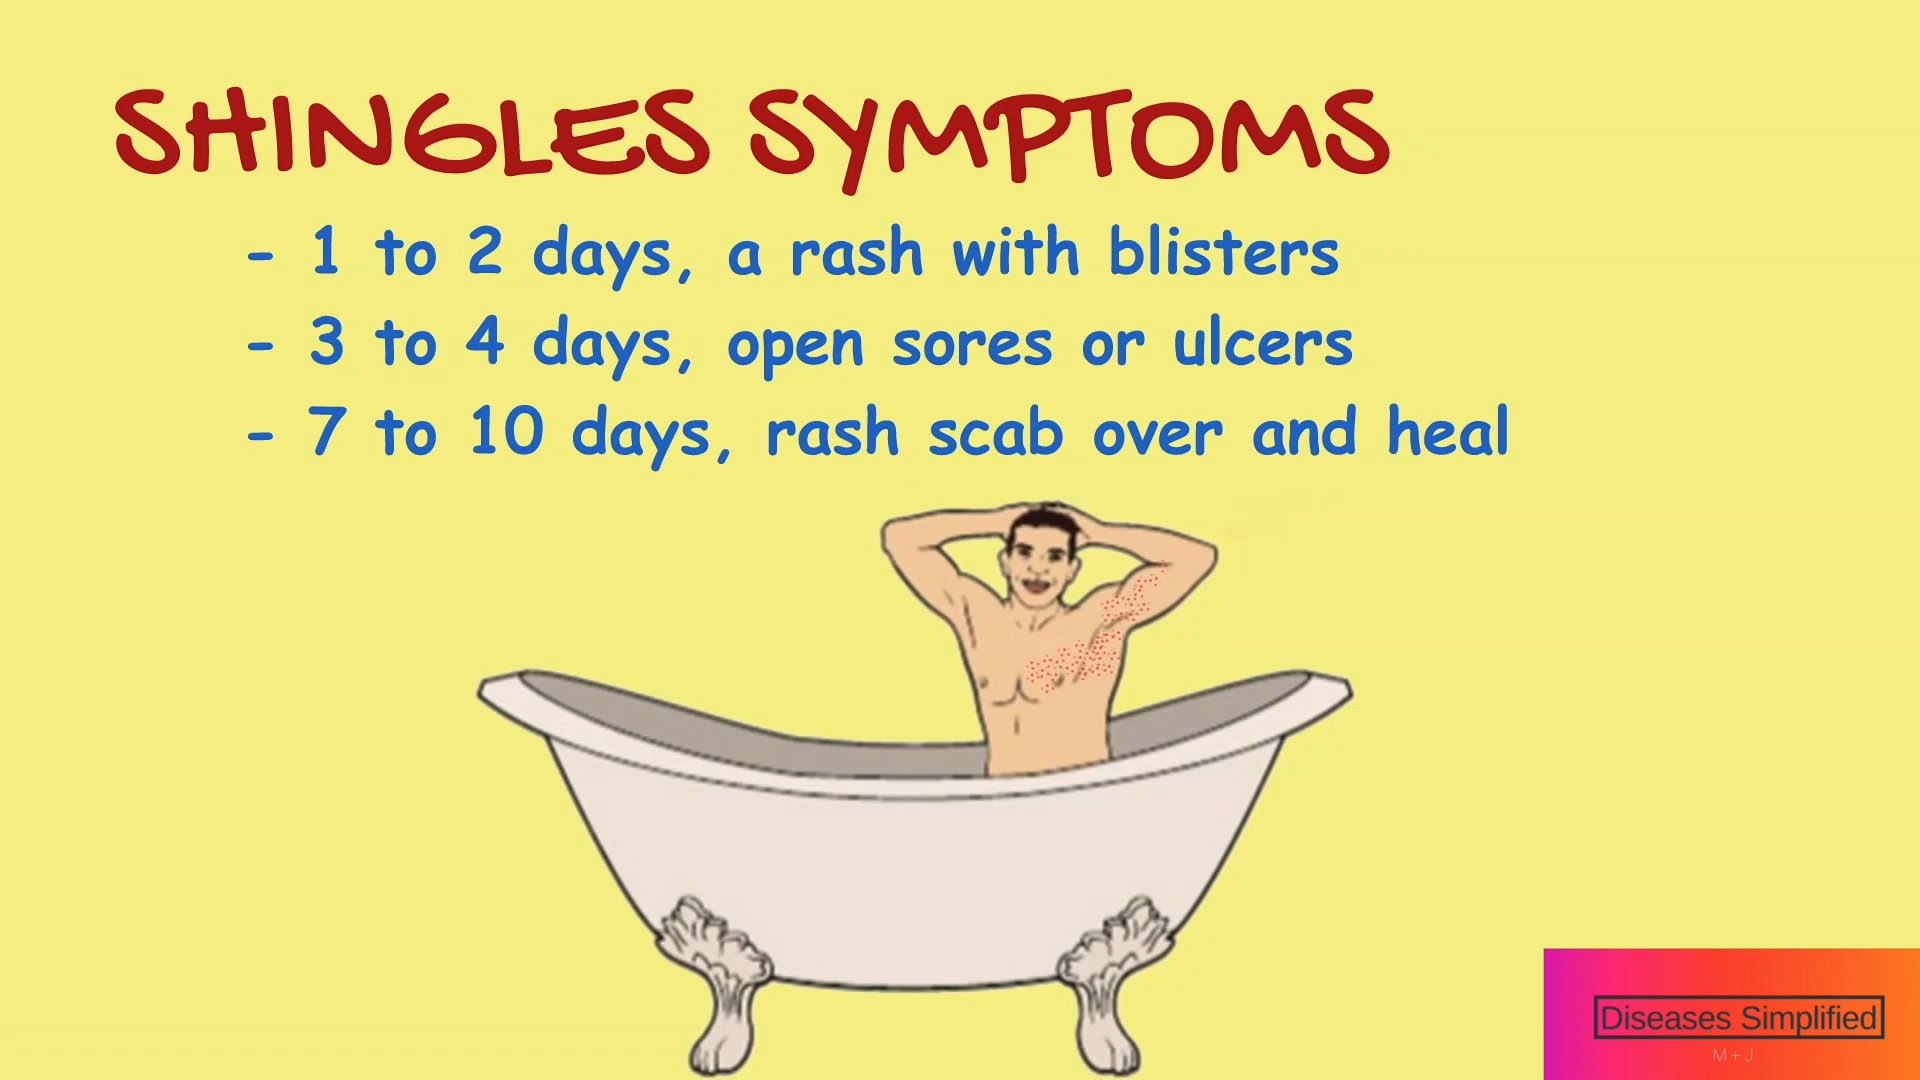 SHINGLES SYMPTOMS
- 1 to 2 days, a rash with blisters
- 3 to 4 days, open sores or ulcers
- 7 to 10 days, rash scab over and heal
Diseases Simplified
M + J